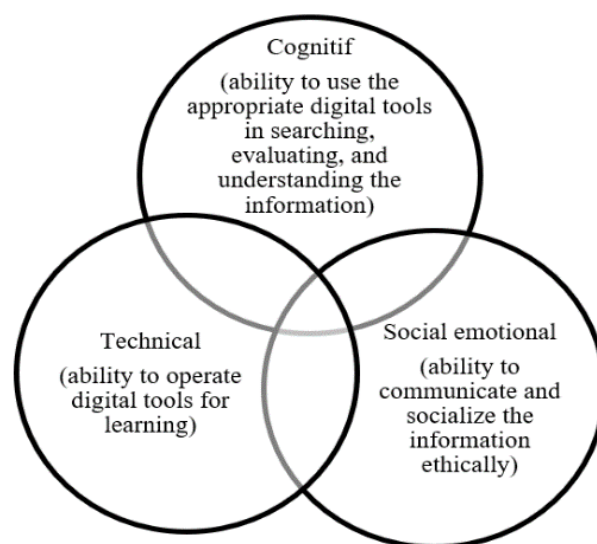 Cognitif
(ability to use the
appropriate digital tools
in searching,
evaluating, and
understanding the
information)
Technical
(ability to operate
digital tools for
learning)
Social emotional
(ability to
communicate and
socialize the
information
ethically)